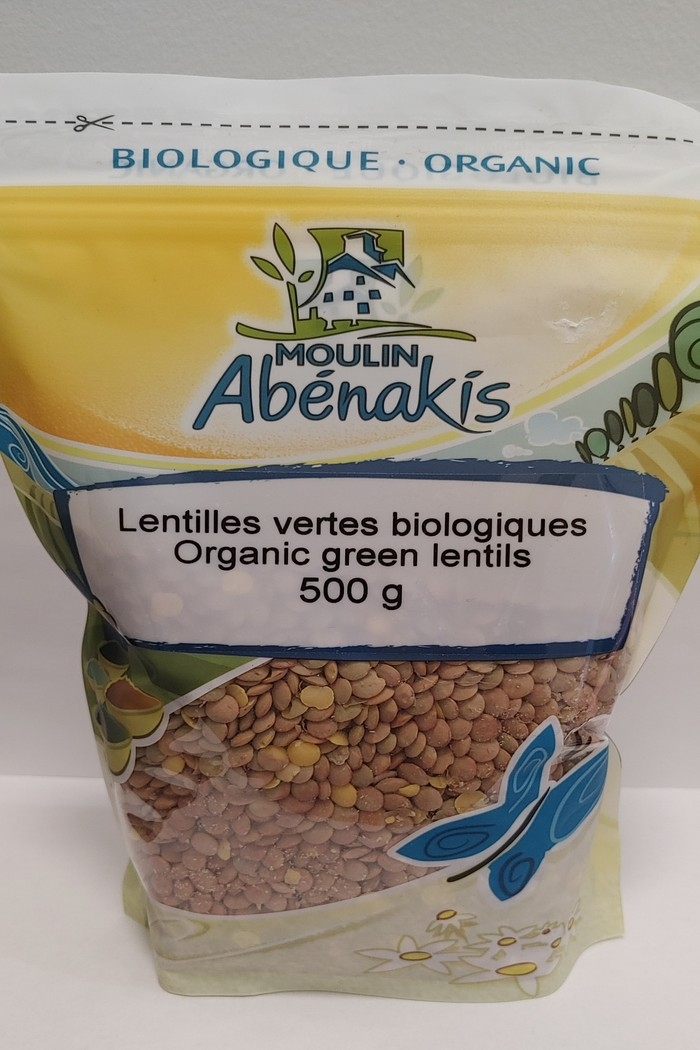 BIOLOGIQUE · ORGANIC
MOULIN
Abénakis
Lentilles vertes biologiques
Organic green lentils
500 g